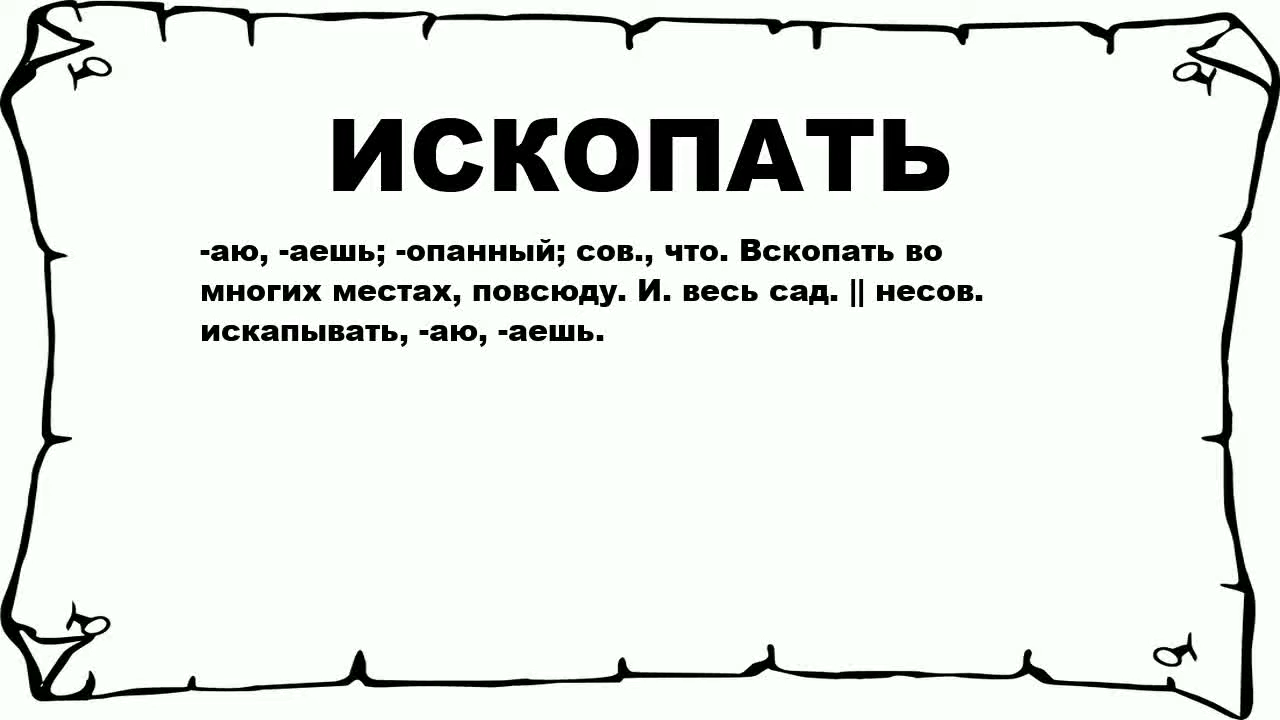 ИСКОПАТЬ
-аю, -аешь; -опанный; сов., что. Вскопать во
многих местах, повсюду. И. весь сад. || несов.
искапывать, -аю, -аешь.